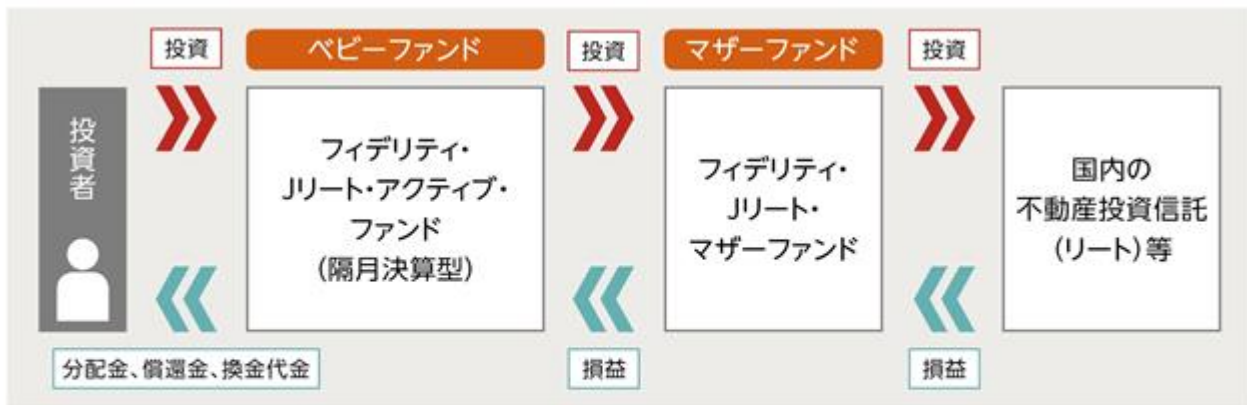 投資
ベビーファンド
投資
マザーファンド
投資
投資者
フィデリティ・
Jリート・アクティブ・
ファンド
(隔月決算型)
フィデリティ・
Jリート・
マザーファンド
国内の
不動産投資信託
(リート)等
分配金、償還金、換金代金
損益
損益